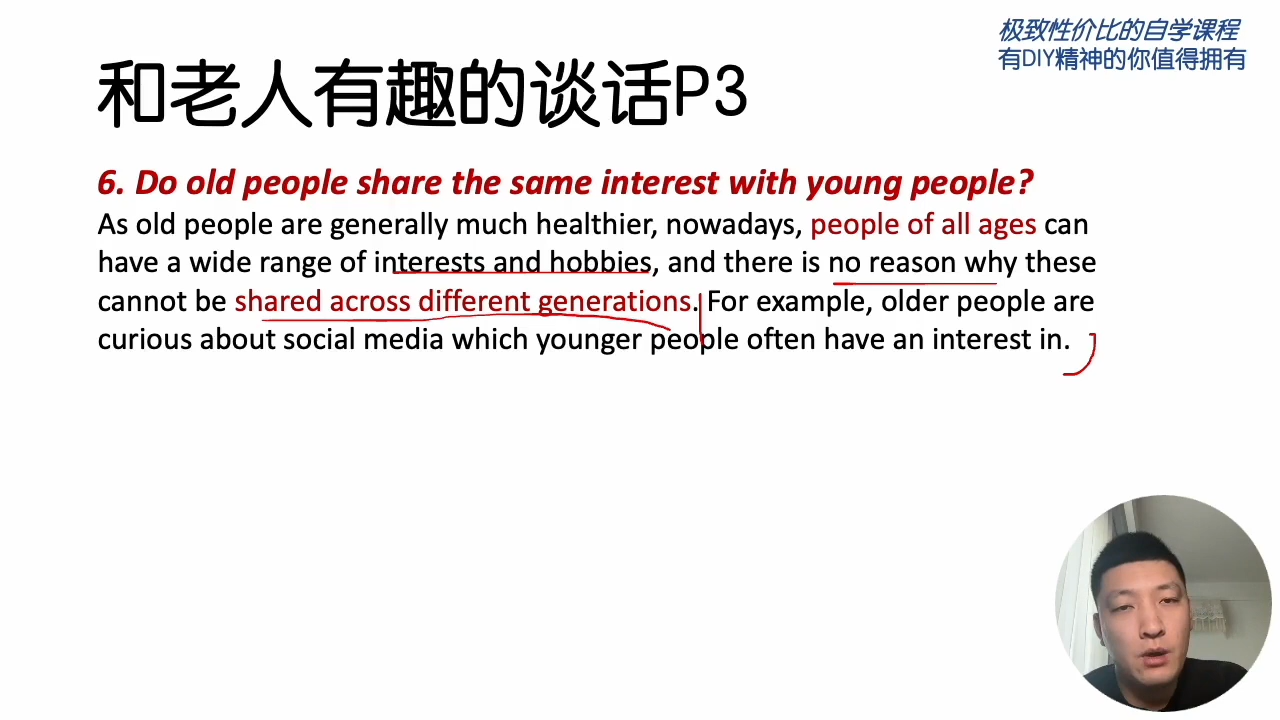 极致性价比的自学课程
有DIY精神的你值得拥有
和老人有趣的谈话P3
6. Do old people share the same interest with young people?
As old people are generally much healthier, nowadays, people of all ages can
have a wide range of interests and hobbies, and there is no reason why these
cannot be shared across different generations. For example, older people are
curious about social media which younger people often have an interest in.